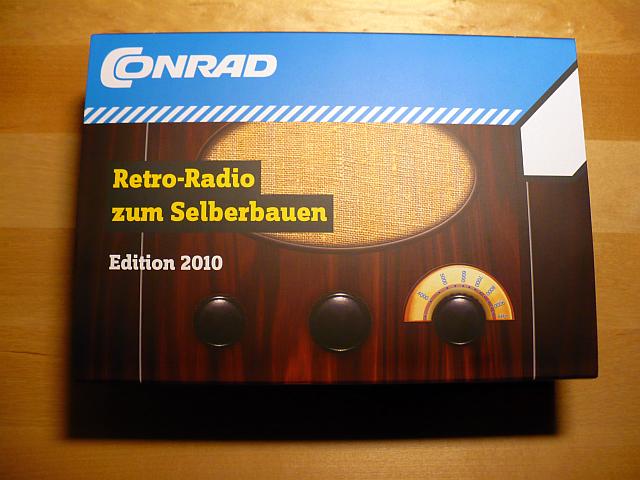 CONRAD
Retro-Radio
zum Selberbauen
Edition 2010